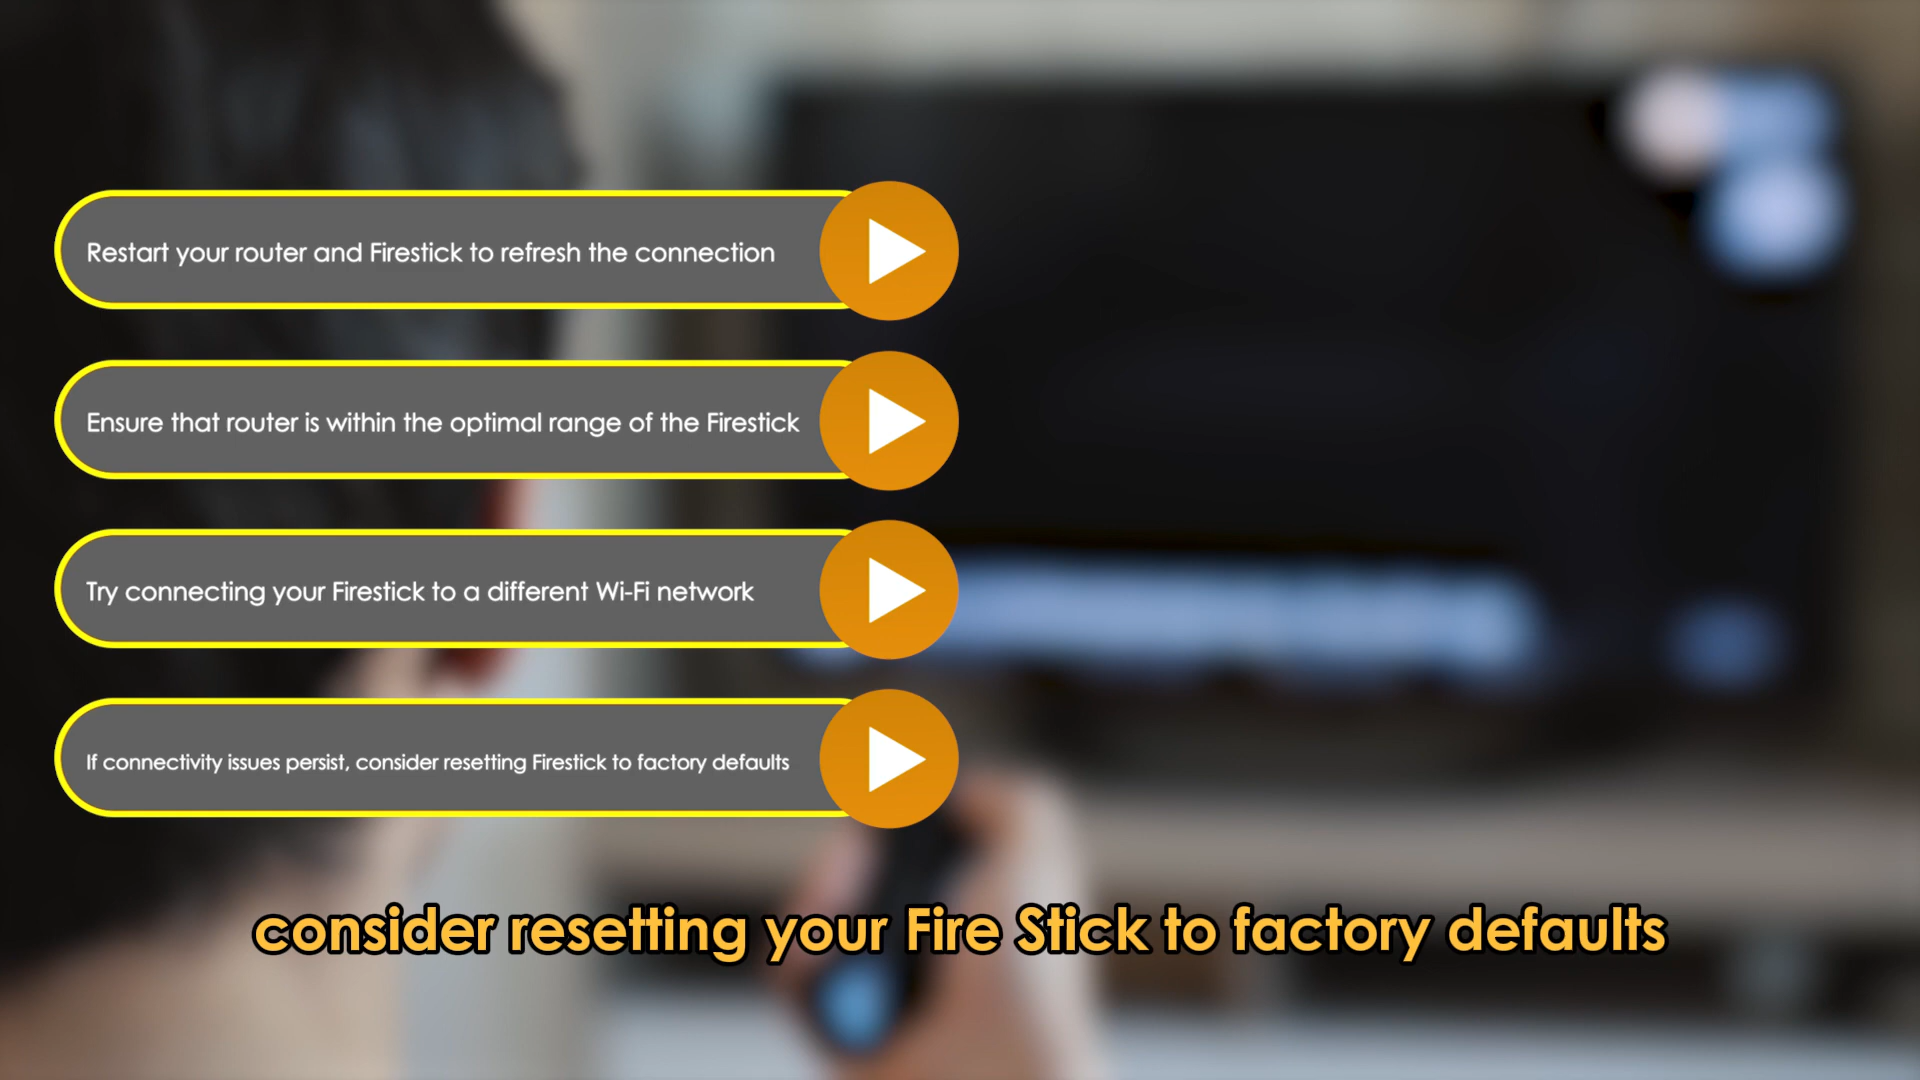 Restart your router and Firestick to refresh the connection
Ensure that router is within the optimal range of the Firestick
Try connecting your Firestick to a different Wi-Fi network
If connectivity issues persist, consider resetting Firestick to factory defaults
consider resetting your Fire Stick to factory defaults